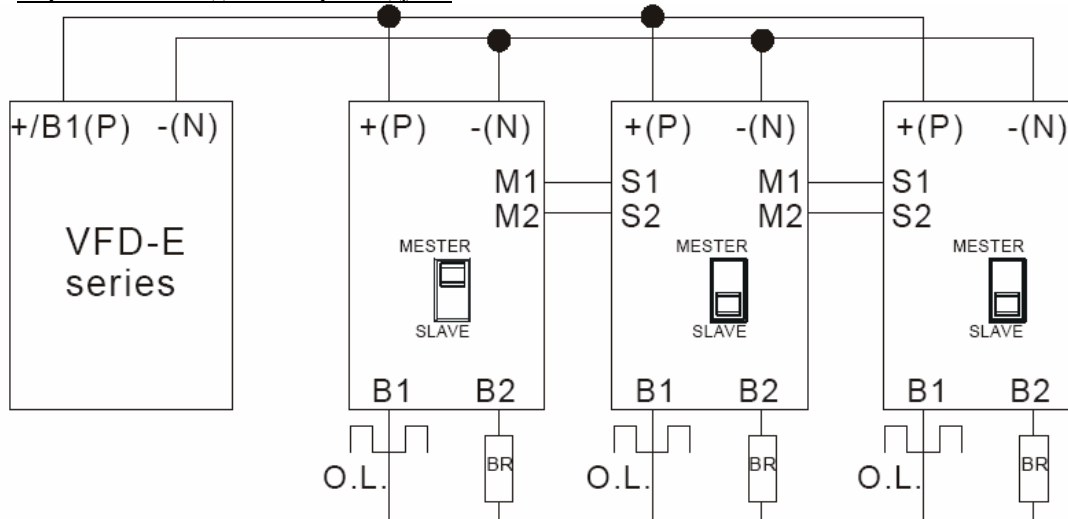 +/B1(P) -(N)
+(P) -(N)
+(P) -(N)
+(P) -(N)
M1 S1 M1 S1
M2 S2 M2 S2
VFD-E
series
MESTER MESTER MESTER
SLAVE SLAVE SLAVE
B1 B2 B1 B2 B1 B2
O.L. BR O.L. BR O.L. BR